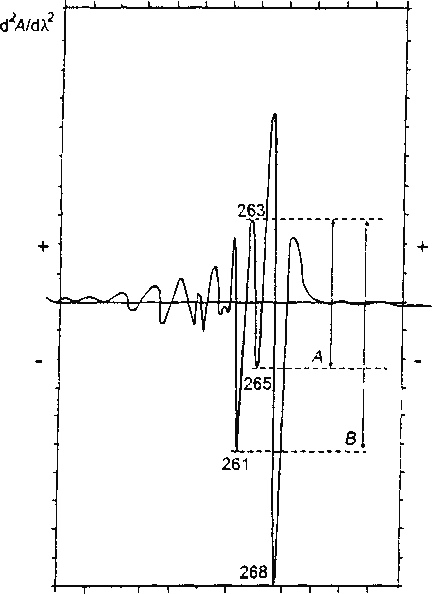 d²A/dλ²
263
+ +
- -
A
265
B
261
268